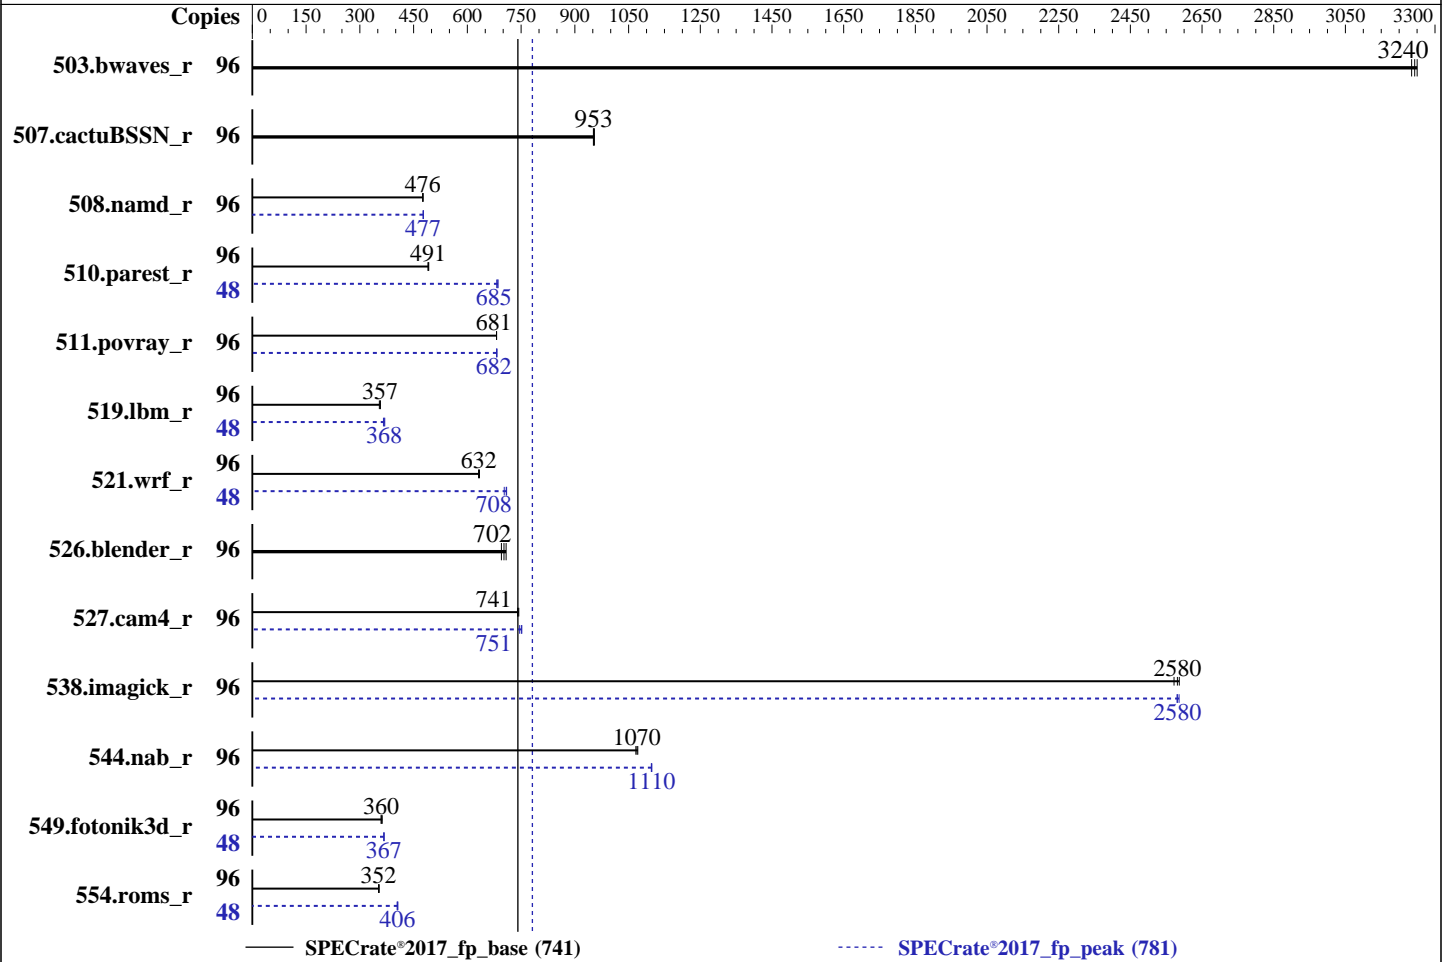 Copies 0 150 300 450 600 750 900 1050 1250 1450 1650 1850 2050 2250 2450 2650 2850 3050 3300
503.bwaves_r 96 3240
507.cactuBSSN_r 96 953
508.namd_r 96 476
477
510.parest_r 96 491
48 685
511.povray_r 96 681
682
519.lbm_r 96 357
48 368
521.wrf_r 96 632
48 708
526.blender_r 96 702
527.cam4_r 96 741
751
538.imagick_r 96 2580
2580
544.nab_r 96 1070
1110
549.fotonik3d_r 96 360
48 367
554.roms_r 96 352
48 406
SPECrate®2017_fp_base (741) SPECrate®2017_fp_peak (781)